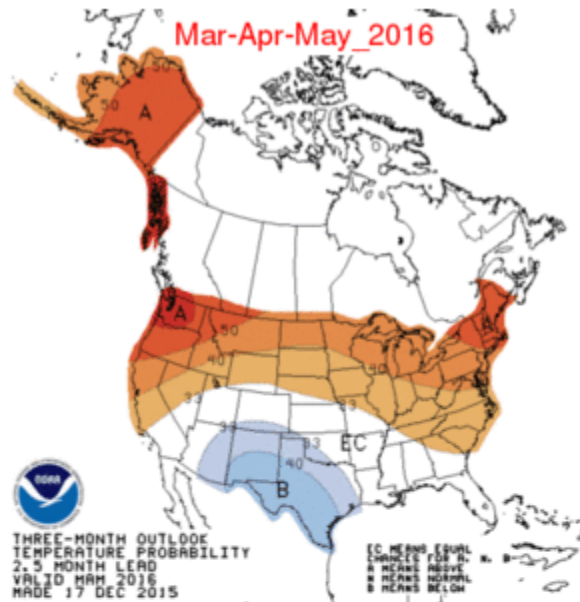 Mar-Apr-May_2016
50
50
A
A
A
50
40
40
33
33
33
33
EC
40
B
NOAA
THREE-MONTH OUTLOOK
TEMPERATURE PROBABILITY
2.5 MONTH LEAD
VALID MAM 2016
MADE 17 DEC 2015
EC MEANS EQUAL
CHANCES FOR A, N, B
A MEANS ABOVE
N MEANS NORMAL
B MEANS BELOW